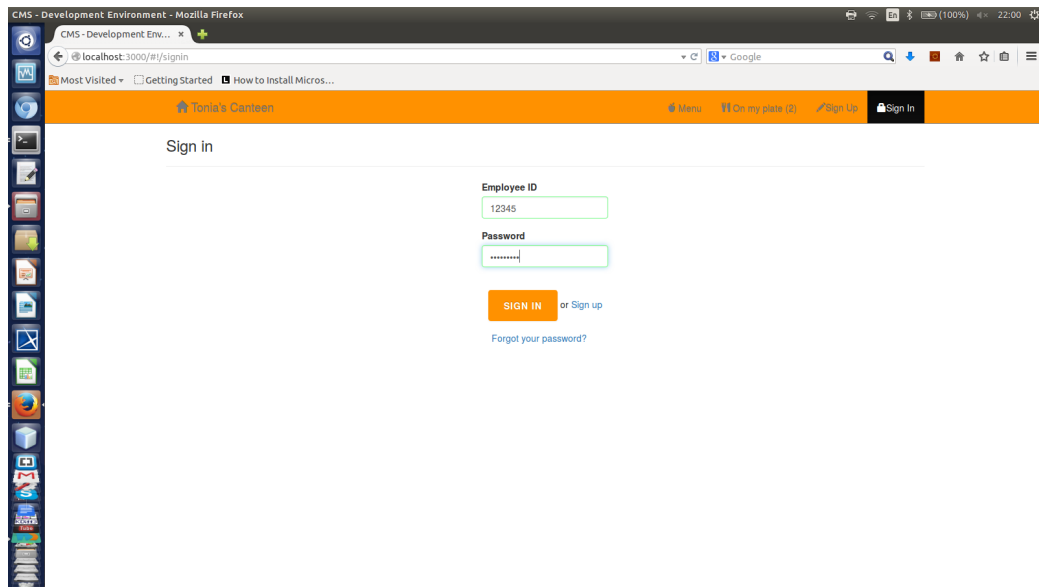 CMS - Development Environment - Mozilla Firefox
En (100%) 22:00
CMS - Development Env... ×
localhost:3000/#!/signin
Google
Most Visited Getting Started L How to Install Micros...
Tonia's Canteen
Menu On my plate (2) Sign Up Sign In
Sign in
Employee ID
12345
Password
•••••••••
SIGN IN or Sign up
Forgot your password?